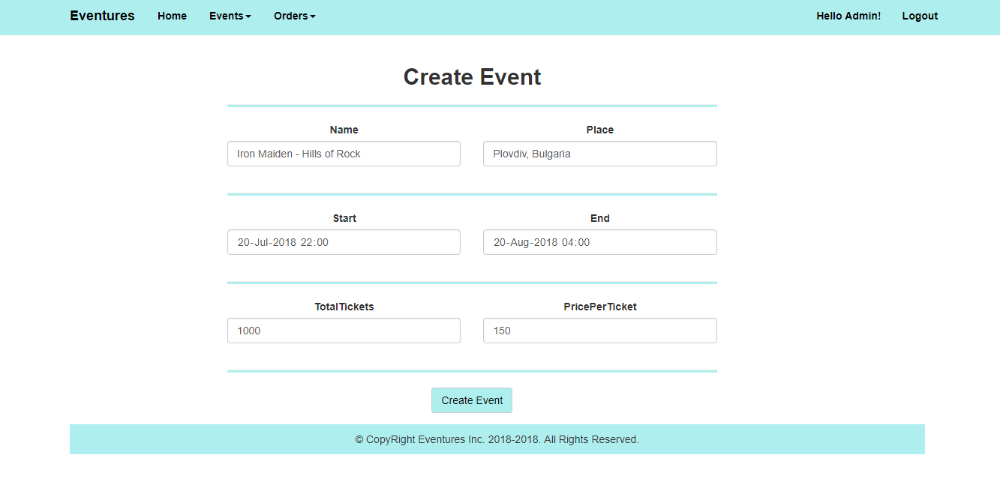 Eventures Home Events Orders Hello Admin! Logout
Create Event
Name Place
Iron Maiden - Hills of Rock Plovdiv, Bulgaria
Start End
20-Jul-2018 22:00 20-Aug-2018 04:00
TotalTickets PricePerTicket
1000 150
Create Event
© CopyRight Eventures Inc. 2018-2018. All Rights Reserved.